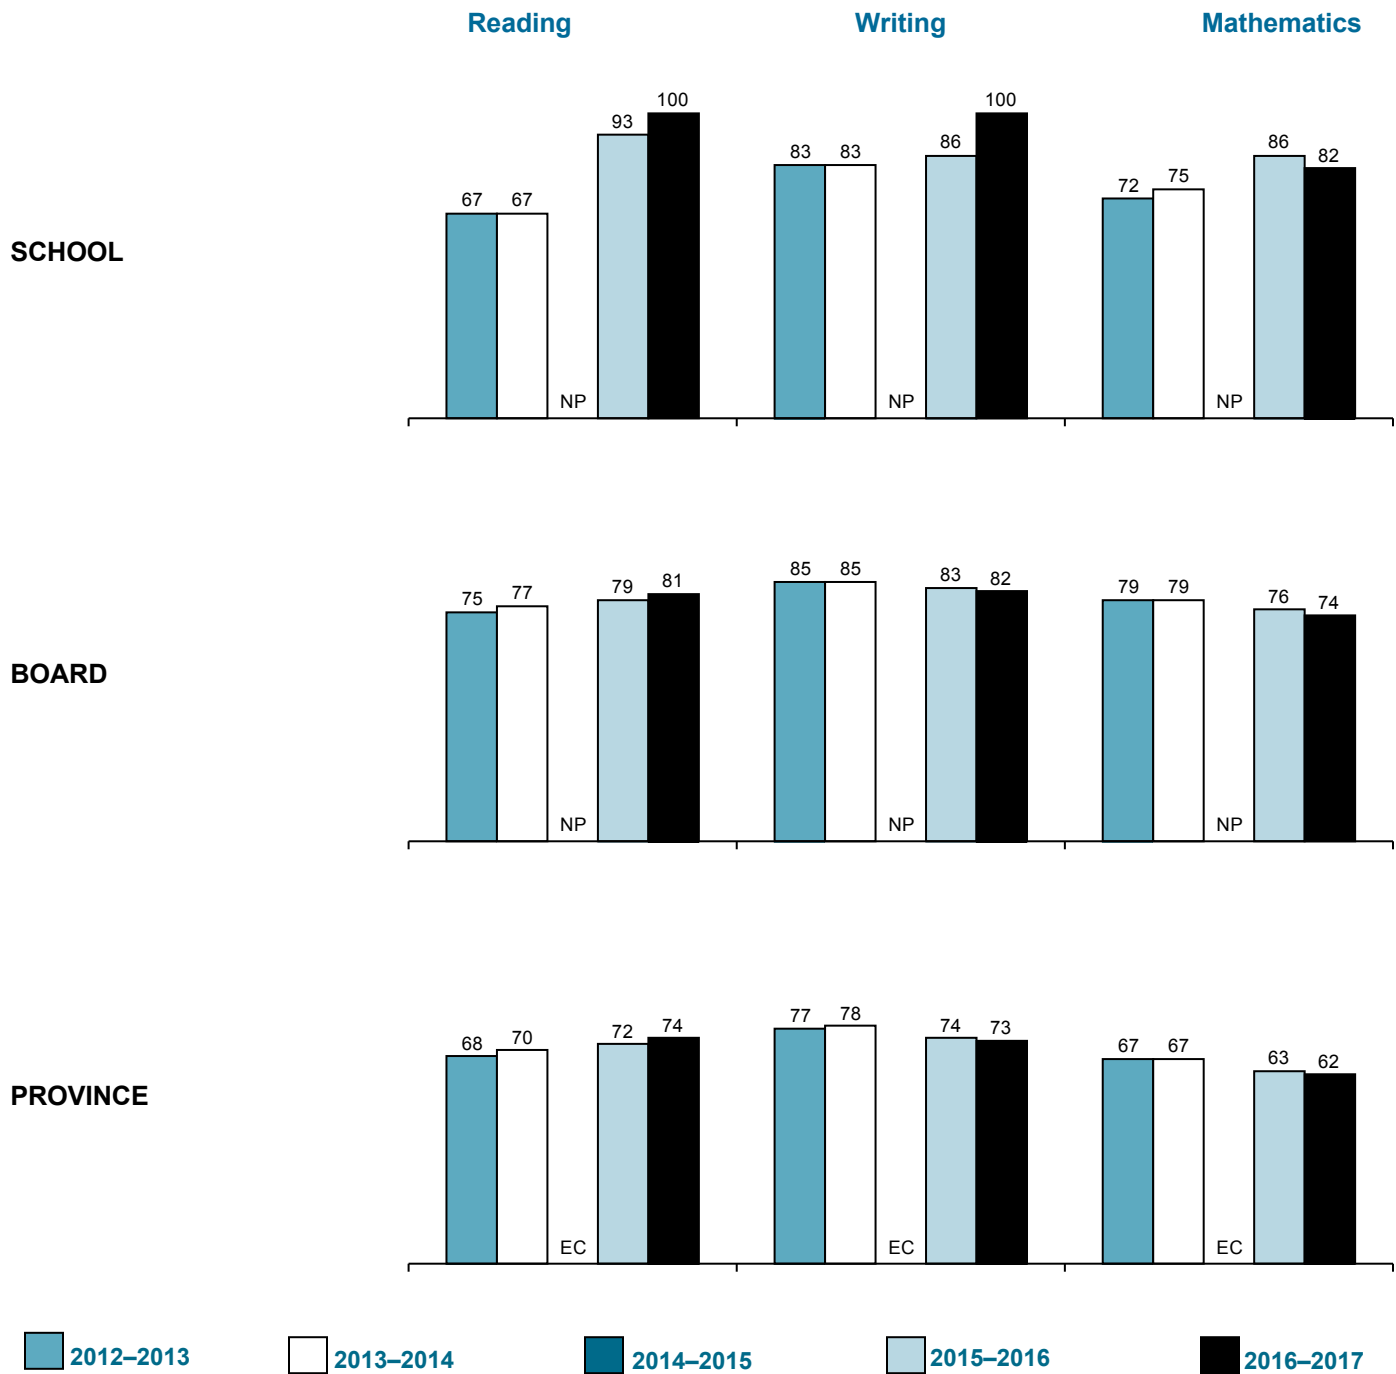 Reading Writing Mathematics
SCHOOL
67 67 NP 93 100
83 83 NP 86 100
72 75 NP 86 82
BOARD
75 77 NP 79 81
85 85 NP 83 82
79 79 NP 76 74
PROVINCE
68 70 EC 72 74
77 78 EC 74 73
67 67 EC 63 62
2012–2013 2013–2014 2014–2015 2015–2016 2016–2017